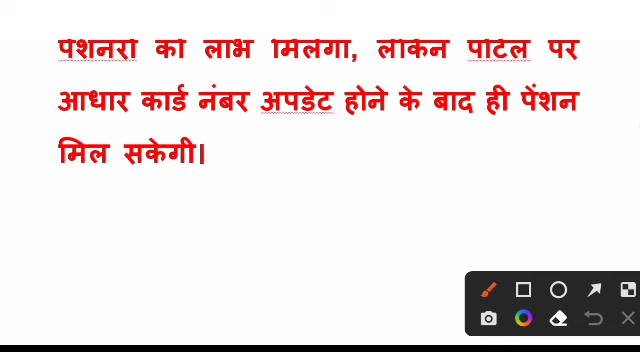 पेंशनरों को लाभ मिलेगा, लेकिन पोर्टल पर
आधार कार्ड नंबर अपडेट होने के बाद ही पेंशन
मिल सकेगी।